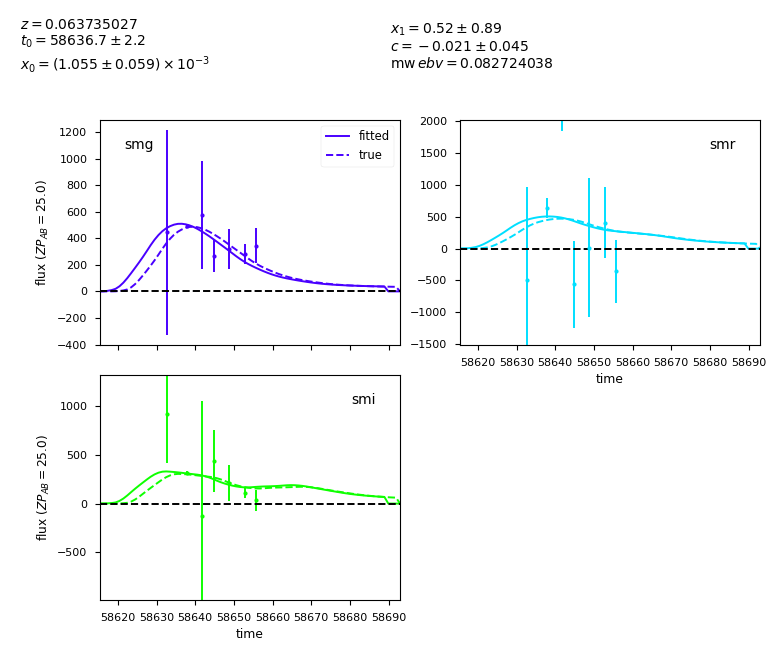 z = 0.063735027
t₀ = 58636.7 ± 2.2
x₀ = (1.055 ± 0.059) × 10⁻³
x₁ = 0.52 ± 0.89
c = −0.021 ± 0.045
mw ebv = 0.082724038
smg
fitted
true
1200
1000
800
600
400
200
0
−200
−400
flux (ZP_AB = 25.0)
smr
2000
1500
1000
500
0
−500
−1000
−1500
58620 58630 58640 58650 58660 58670 58680 58690
time
smi
1000
500
0
−500
flux (ZP_AB = 25.0)
58620 58630 58640 58650 58660 58670 58680 58690
time